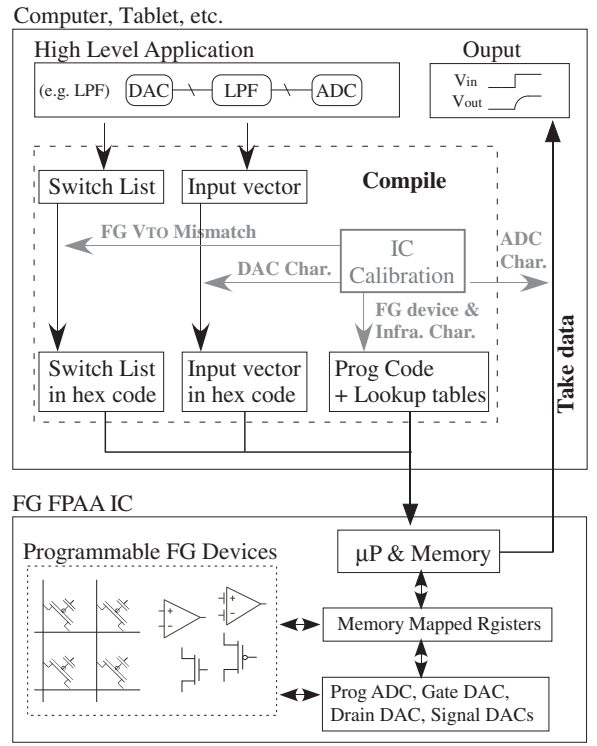 Computer, Tablet, etc.
High Level Application
Ouput
(e.g. LPF)
DAC
LPF
ADC
Vin
Vout
Switch List
Input vector
Compile
FG VTO Mismatch
IC
Calibration
ADC
Char.
DAC Char.
FG device &
Infra. Char.
Switch List
in hex code
Input vector
in hex code
Prog Code
+ Lookup tables
Take data
FG FPAA IC
Programmable FG Devices
µP & Memory
Memory Mapped Rgisters
Prog ADC, Gate DAC,
Drain DAC, Signal DACs